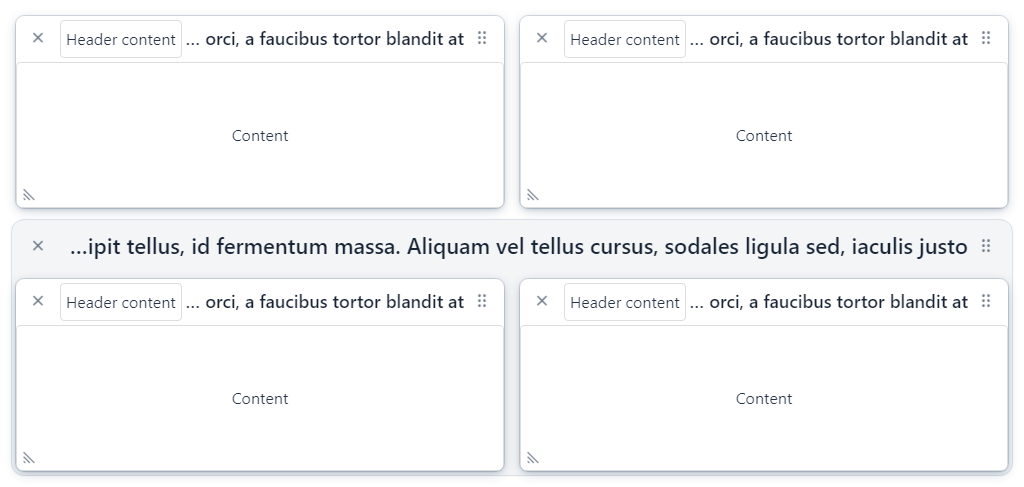 Header content ... orci, a faucibus tortor blandit at
Content
Header content ... orci, a faucibus tortor blandit at
Content
...ipit tellus, id fermentum massa. Aliquam vel tellus cursus, sodales ligula sed, iaculis justo
Header content ... orci, a faucibus tortor blandit at
Content
Header content ... orci, a faucibus tortor blandit at
Content